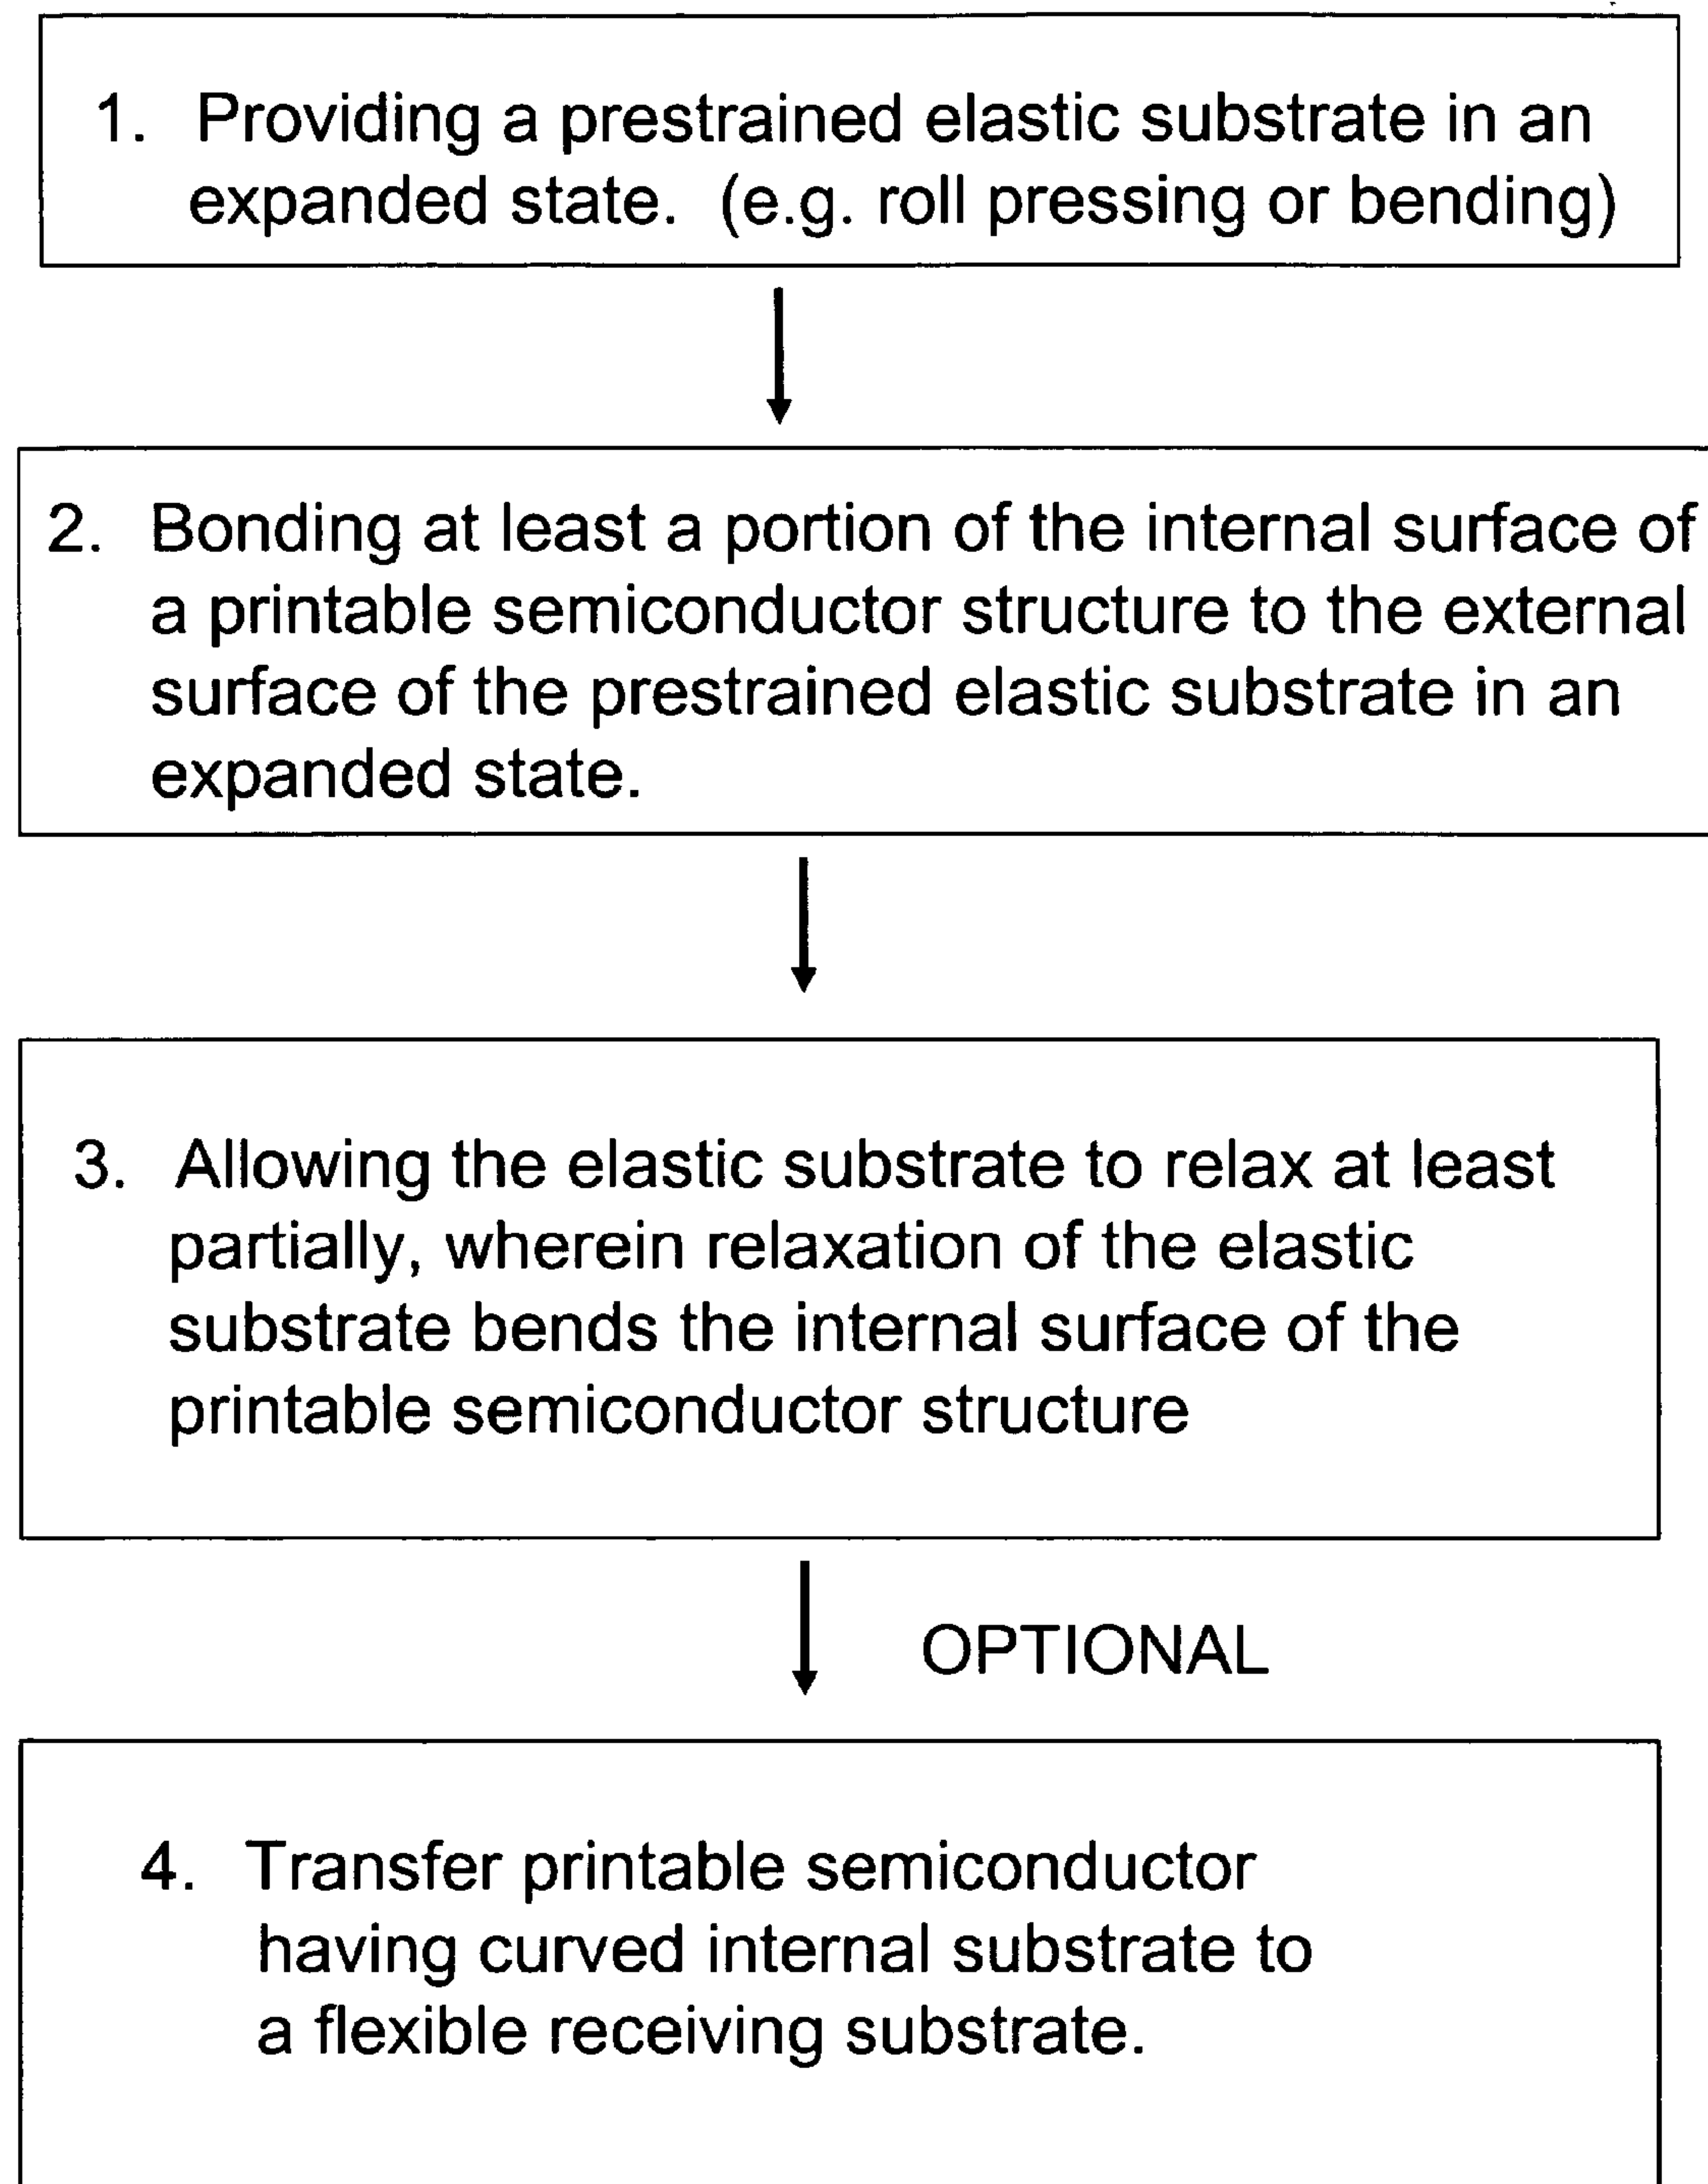 1. Providing a prestrained elastic substrate in an
expanded state. (e.g. roll pressing or bending)
2. Bonding at least a portion of the internal surface of
a printable semiconductor structure to the external
surface of the prestrained elastic substrate in an
expanded state.
3. Allowing the elastic substrate to relax at least
partially, wherein relaxation of the elastic
substrate bends the internal surface of the
printable semiconductor structure
OPTIONAL
4. Transfer printable semiconductor
having curved internal substrate to
a flexible receiving substrate.